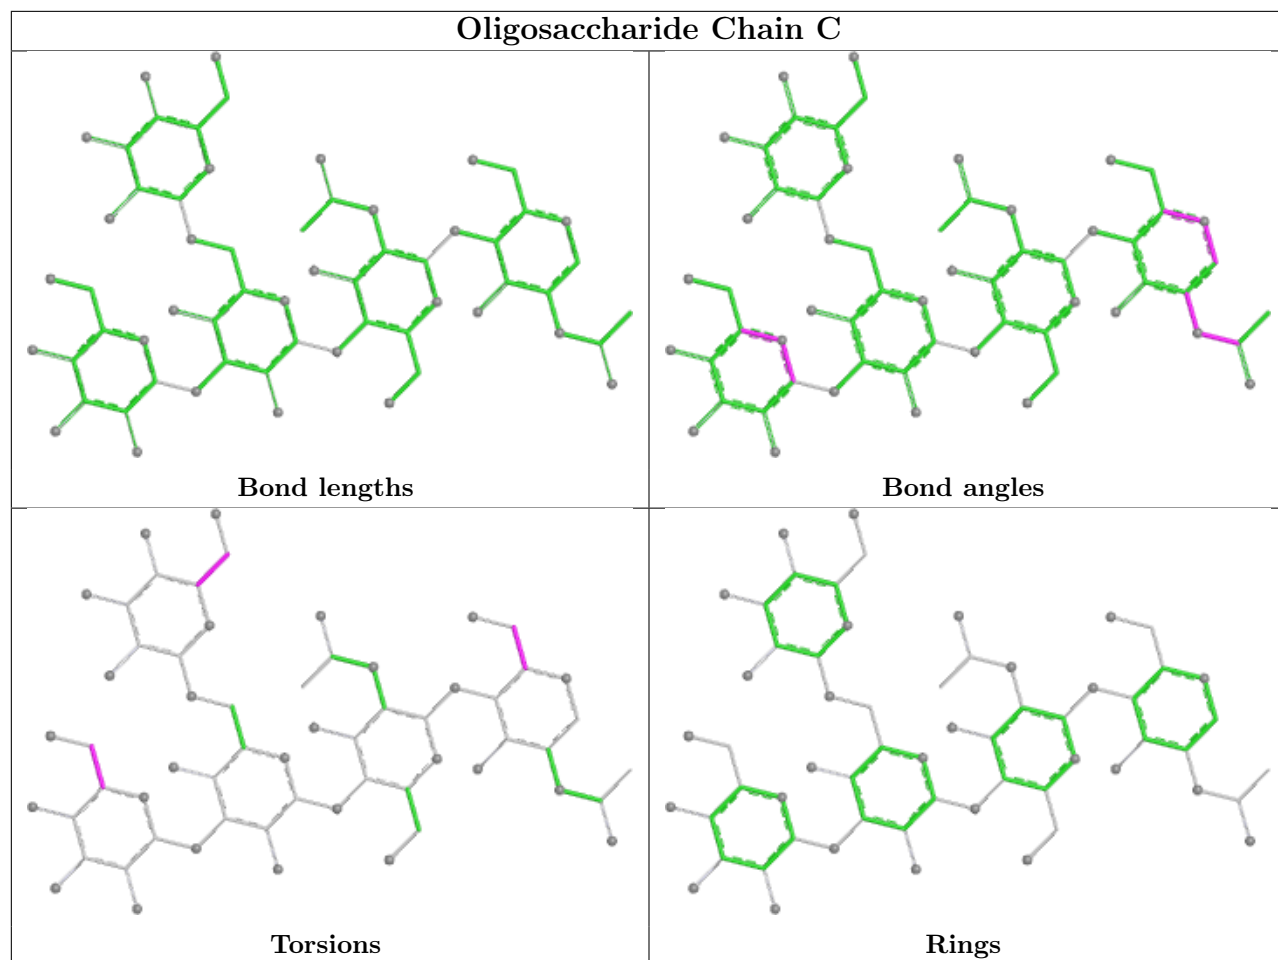 Oligosaccharide Chain C
Bond lengths
Bond angles
Torsions
Rings